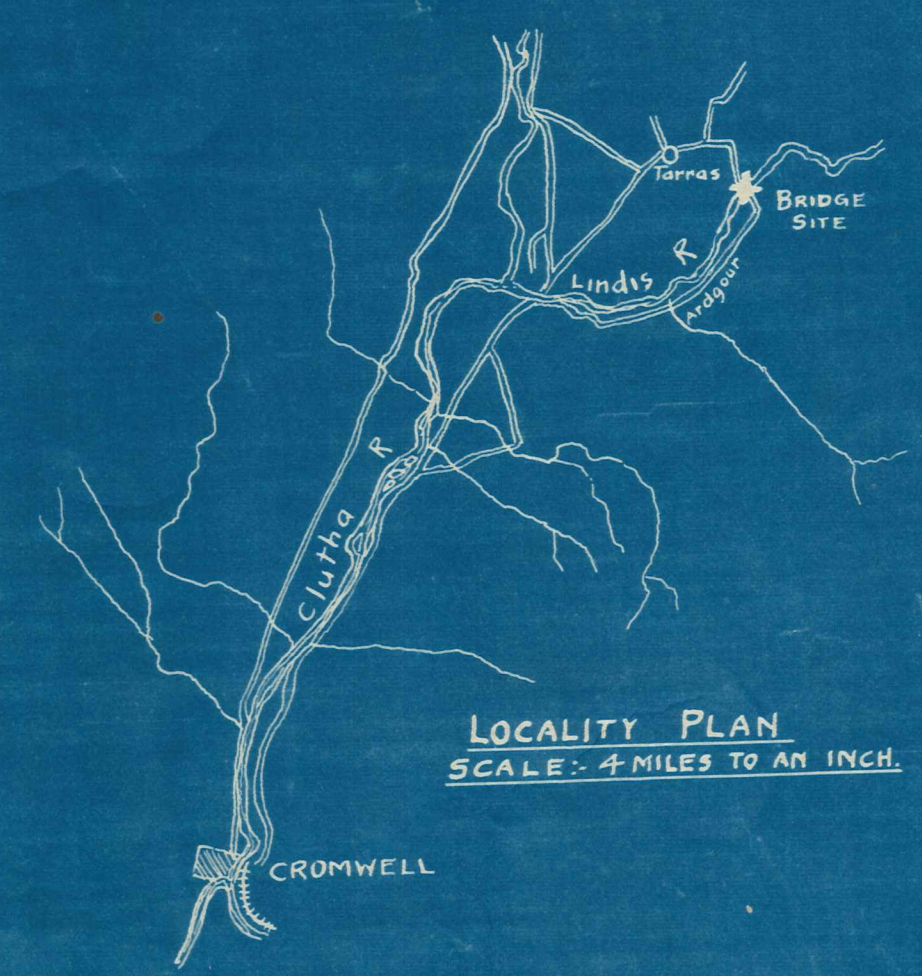 Tarras
BRIDGE
SITE
Lindis R
Ardgour
Clutha R
LOCALITY PLAN
SCALE:- 4 MILES TO AN INCH.
CROMWELL